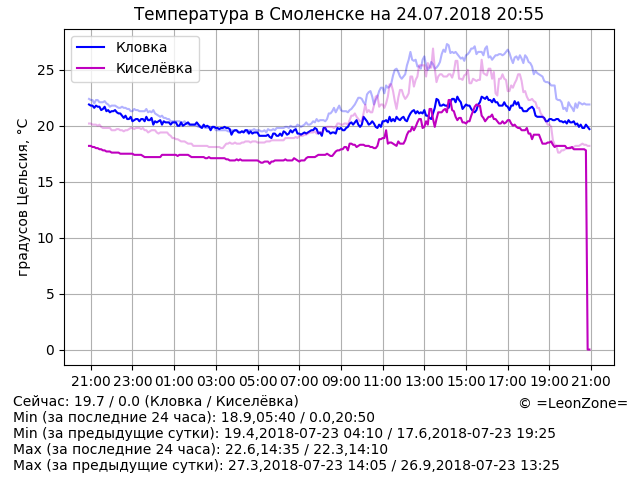 Температура в Смоленске на 24.07.2018 20:55
Кловка
Киселёвка
градусов Цельсия, °C
25
20
15
10
5
0
21:00 23:00 01:00 03:00 05:00 07:00 09:00 11:00 13:00 15:00 17:00 19:00 21:00
Сейчас: 19.7 / 0.0 (Кловка / Киселёвка)
© =LeonZone=
Min (за последние 24 часа): 18.9,05:40 / 0.0,20:50
Min (за предыдущие сутки): 19.4,2018-07-23 04:10 / 17.6,2018-07-23 19:25
Max (за последние 24 часа): 22.6,14:35 / 22.3,14:10
Max (за предыдущие сутки): 27.3,2018-07-23 14:05 / 26.9,2018-07-23 13:25